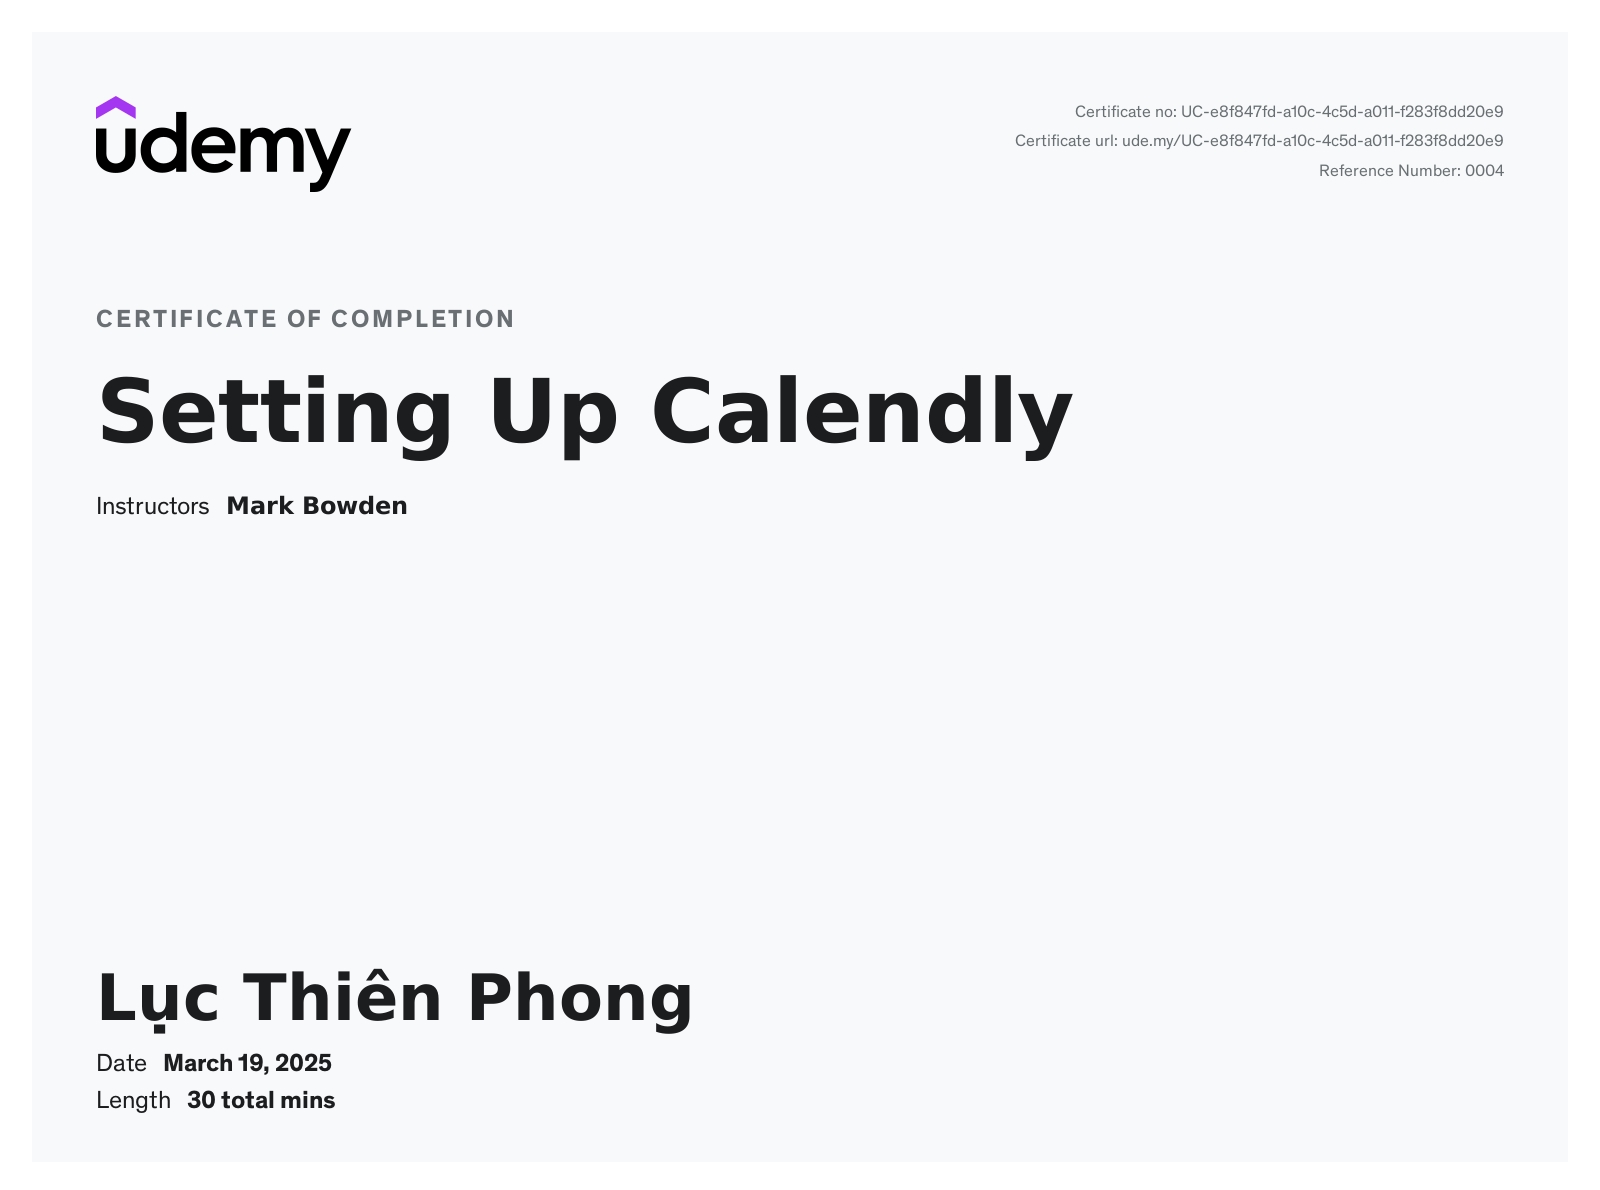 udemy
Certificate no: UC-e8f847fd-a10c-4c5d-a011-f283f8dd20e9
Certificate url: ude.my/UC-e8f847fd-a10c-4c5d-a011-f283f8dd20e9
Reference Number: 0004
CERTIFICATE OF COMPLETION
Setting Up Calendly
Instructors Mark Bowden
Lục Thiên Phong
Date March 19, 2025
Length 30 total mins